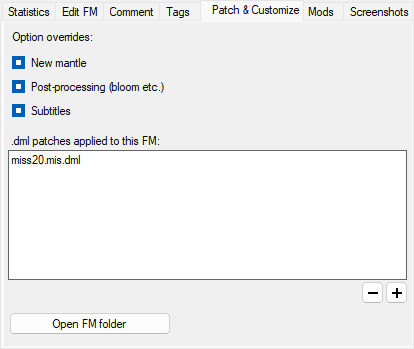 Statistics Edit FM Comment Tags Patch & Customize Mods Screenshots
Option overrides:
New mantle
Post-processing (bloom etc.)
Subtitles
.dml patches applied to this FM:
miss20.mis.dml
Open FM folder